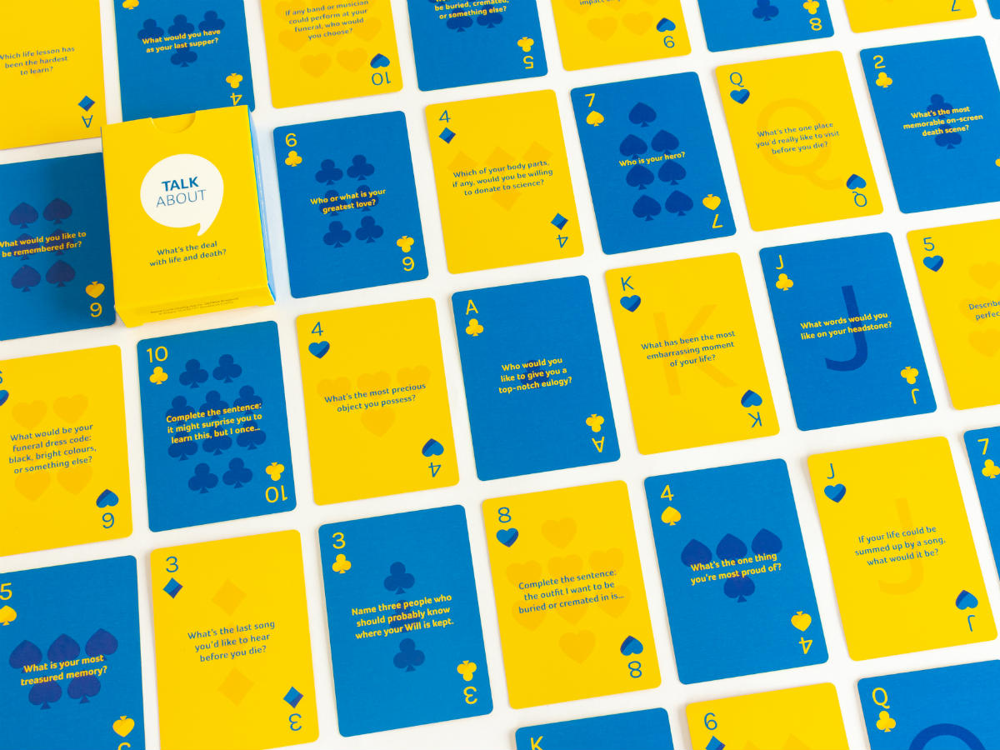 Which life lesson has
been the hardest
to learn?
A
What would you have
as your last supper?
4
If any band or musician
could perform at your
funeral, who would
you choose?
10
be buried, cremated,
or something else?
5
6
8
7
What would you like to
be remembered for?
6
TALK
ABOUT
What's the deal
with life and death?
6
Who or what is your
greatest love?
6
4
Which of your body parts,
if any, would you be willing
to donate to science?
4
7
Who is your hero?
7
Q
What's the one place
you'd really like to visit
before you die?
Q
2
What's the most
memorable on-screen
death scene?
What would be your
funeral dress code:
black, bright colours,
or something else?
6
10
Complete the sentence:
it might surprise you to
learn this, but I once...
10
4
What's the most precious
object you possess?
4
A
Who would you
like to give you a
top-notch eulogy?
A
K
What has been the most
embarrassing moment
of your life?
K
J
What words would you
like on your headstone?
J
5
Describe
perfec
5
What is your most
treasured memory?
5
3
What's the last song
you'd like to hear
before you die?
3
3
Name three people who
should probably know
where your Will is kept.
3
8
Complete the sentence:
the outfit I want to be
buried or cremated in is...
8
4
What's the one thing
you're most proud of?
4
J
If your life could be
summed up by a song,
what would it be?
J
7
K
6
Q